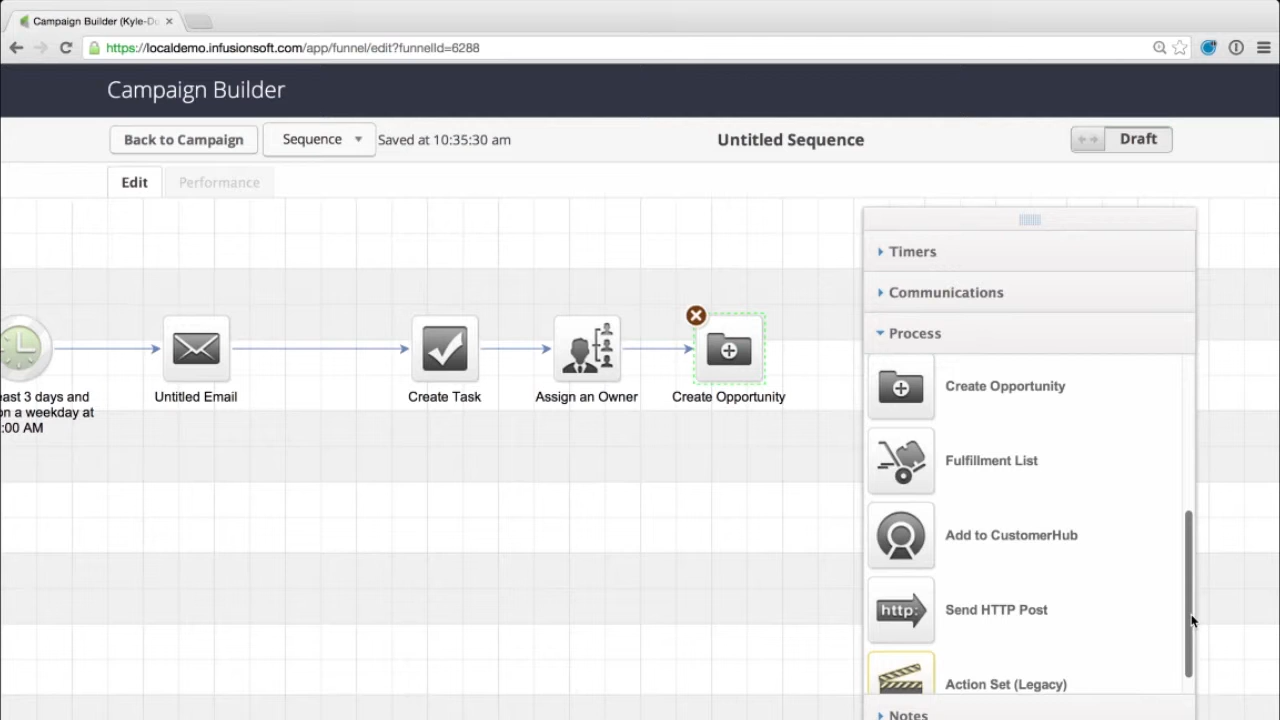 Campaign Builder (Kyle-Du
https://localdemo.infusionsoft.com/app/funnel/edit?funnelId=6288
Campaign Builder
Back to Campaign
Sequence
Saved at 10:35:30 am
Untitled Sequence
Draft
Edit
Performance
Timers
Communications
Process
Create Opportunity
Fulfillment List
Add to CustomerHub
http:
Send HTTP Post
Action Set (Legacy)
Notes
east 3 days and
on a weekday at
:00 AM
Untitled Email
Create Task
Assign an Owner
Create Opportunity